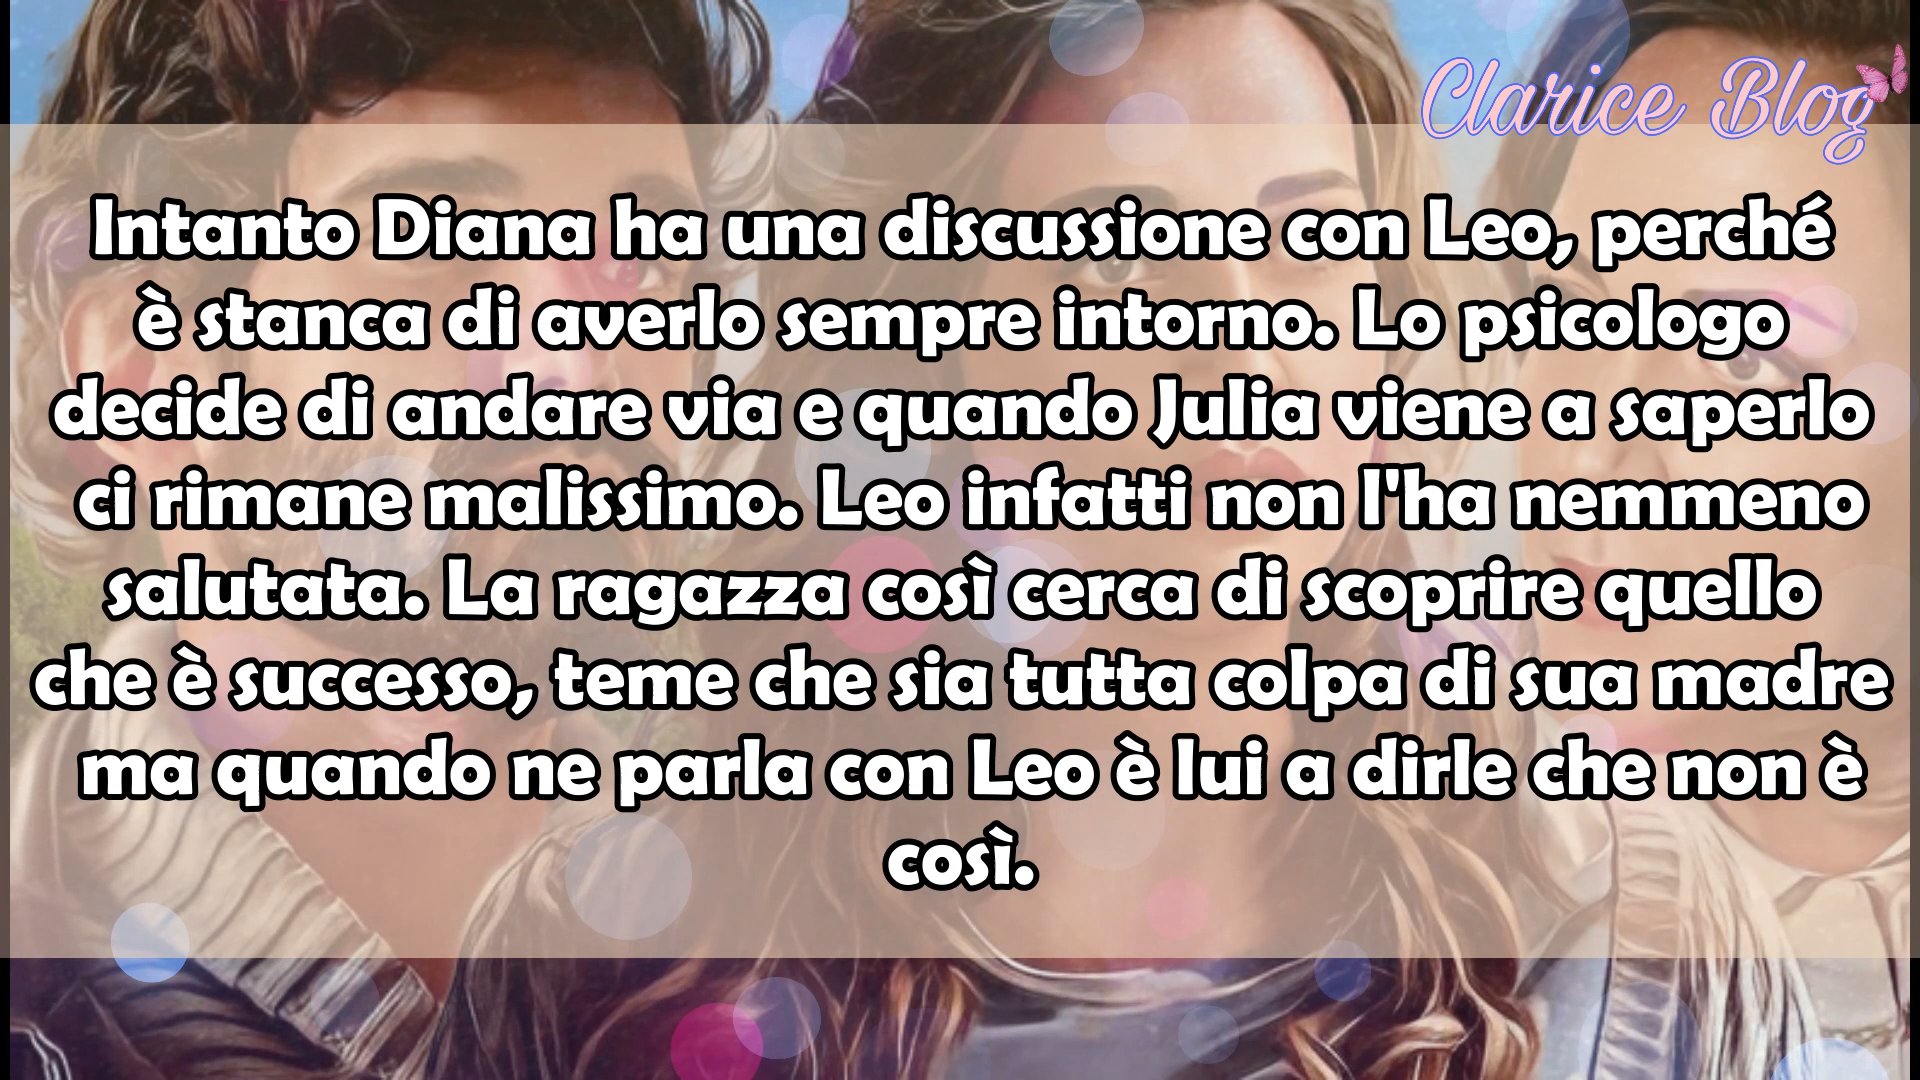 Clarice Blog
Intanto Diana ha una discussione con Leo, perché
è stanca di averlo sempre intorno. Lo psicologo
decide di andare via e quando Julia viene a saperlo
ci rimane malissimo. Leo infatti non l'ha nemmeno
salutata. La ragazza così cerca di scoprire quello
che è successo, teme che sia tutta colpa di sua madre
ma quando ne parla con Leo è lui a dirle che non è
così.